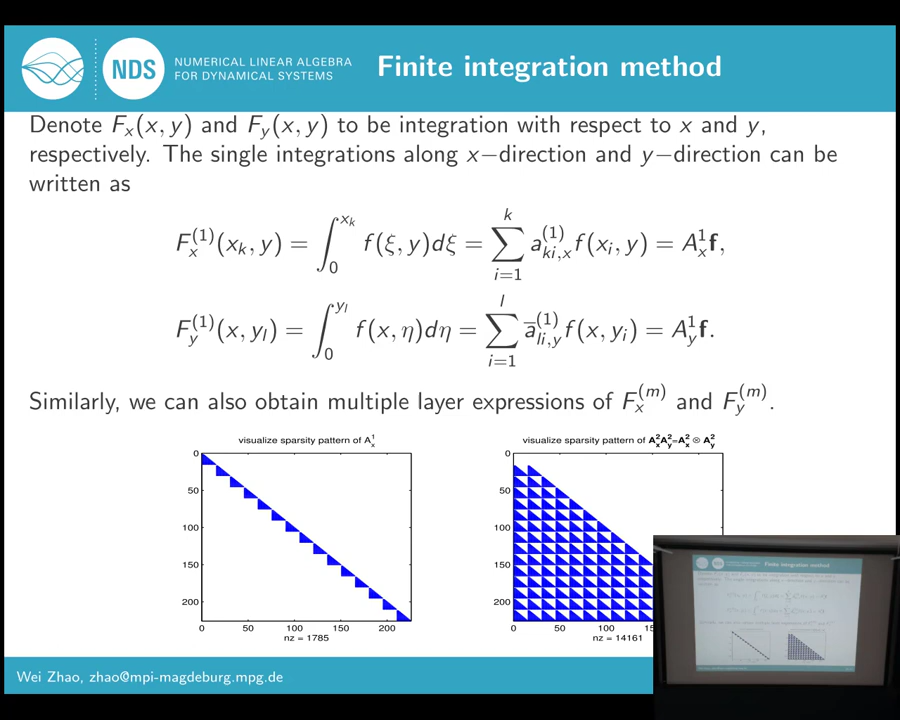 NDS
NUMERICAL LINEAR ALGEBRA
FOR DYNAMICAL SYSTEMS
Finite integration method
Denote F_x(x, y) and F_y(x, y) to be integration with respect to x and y,
respectively. The single integrations along x−direction and y−direction can be
written as
F_x^{(1)}(x_k, y) = ∫_0^{x_k} f(ξ, y)dξ = ∑_{i=1}^{k} a_{ki,x}^{(1)} f(x_i, y) = A_x^1 f,
F_y^{(1)}(x, y_l) = ∫_0^{y_l} f(x, η)dη = ∑_{i=1}^{l} a̅_{li,y}^{(1)} f(x, y_i) = A_y^1 f.
Similarly, we can also obtain multiple layer expressions of F_x^{(m)} and F_y^{(m)}.
visualize sparsity pattern of A_x^1
0
50
100
150
200
0 50 100 150 200
nz = 1785
visualize sparsity pattern of A_x^2A_y^2=A_x^2 ⊗ A_y^2
0
50
100
150
200
0 50 100
nz = 14161
Wei Zhao, zhao@mpi-magdeburg.mpg.de
Finite integration method